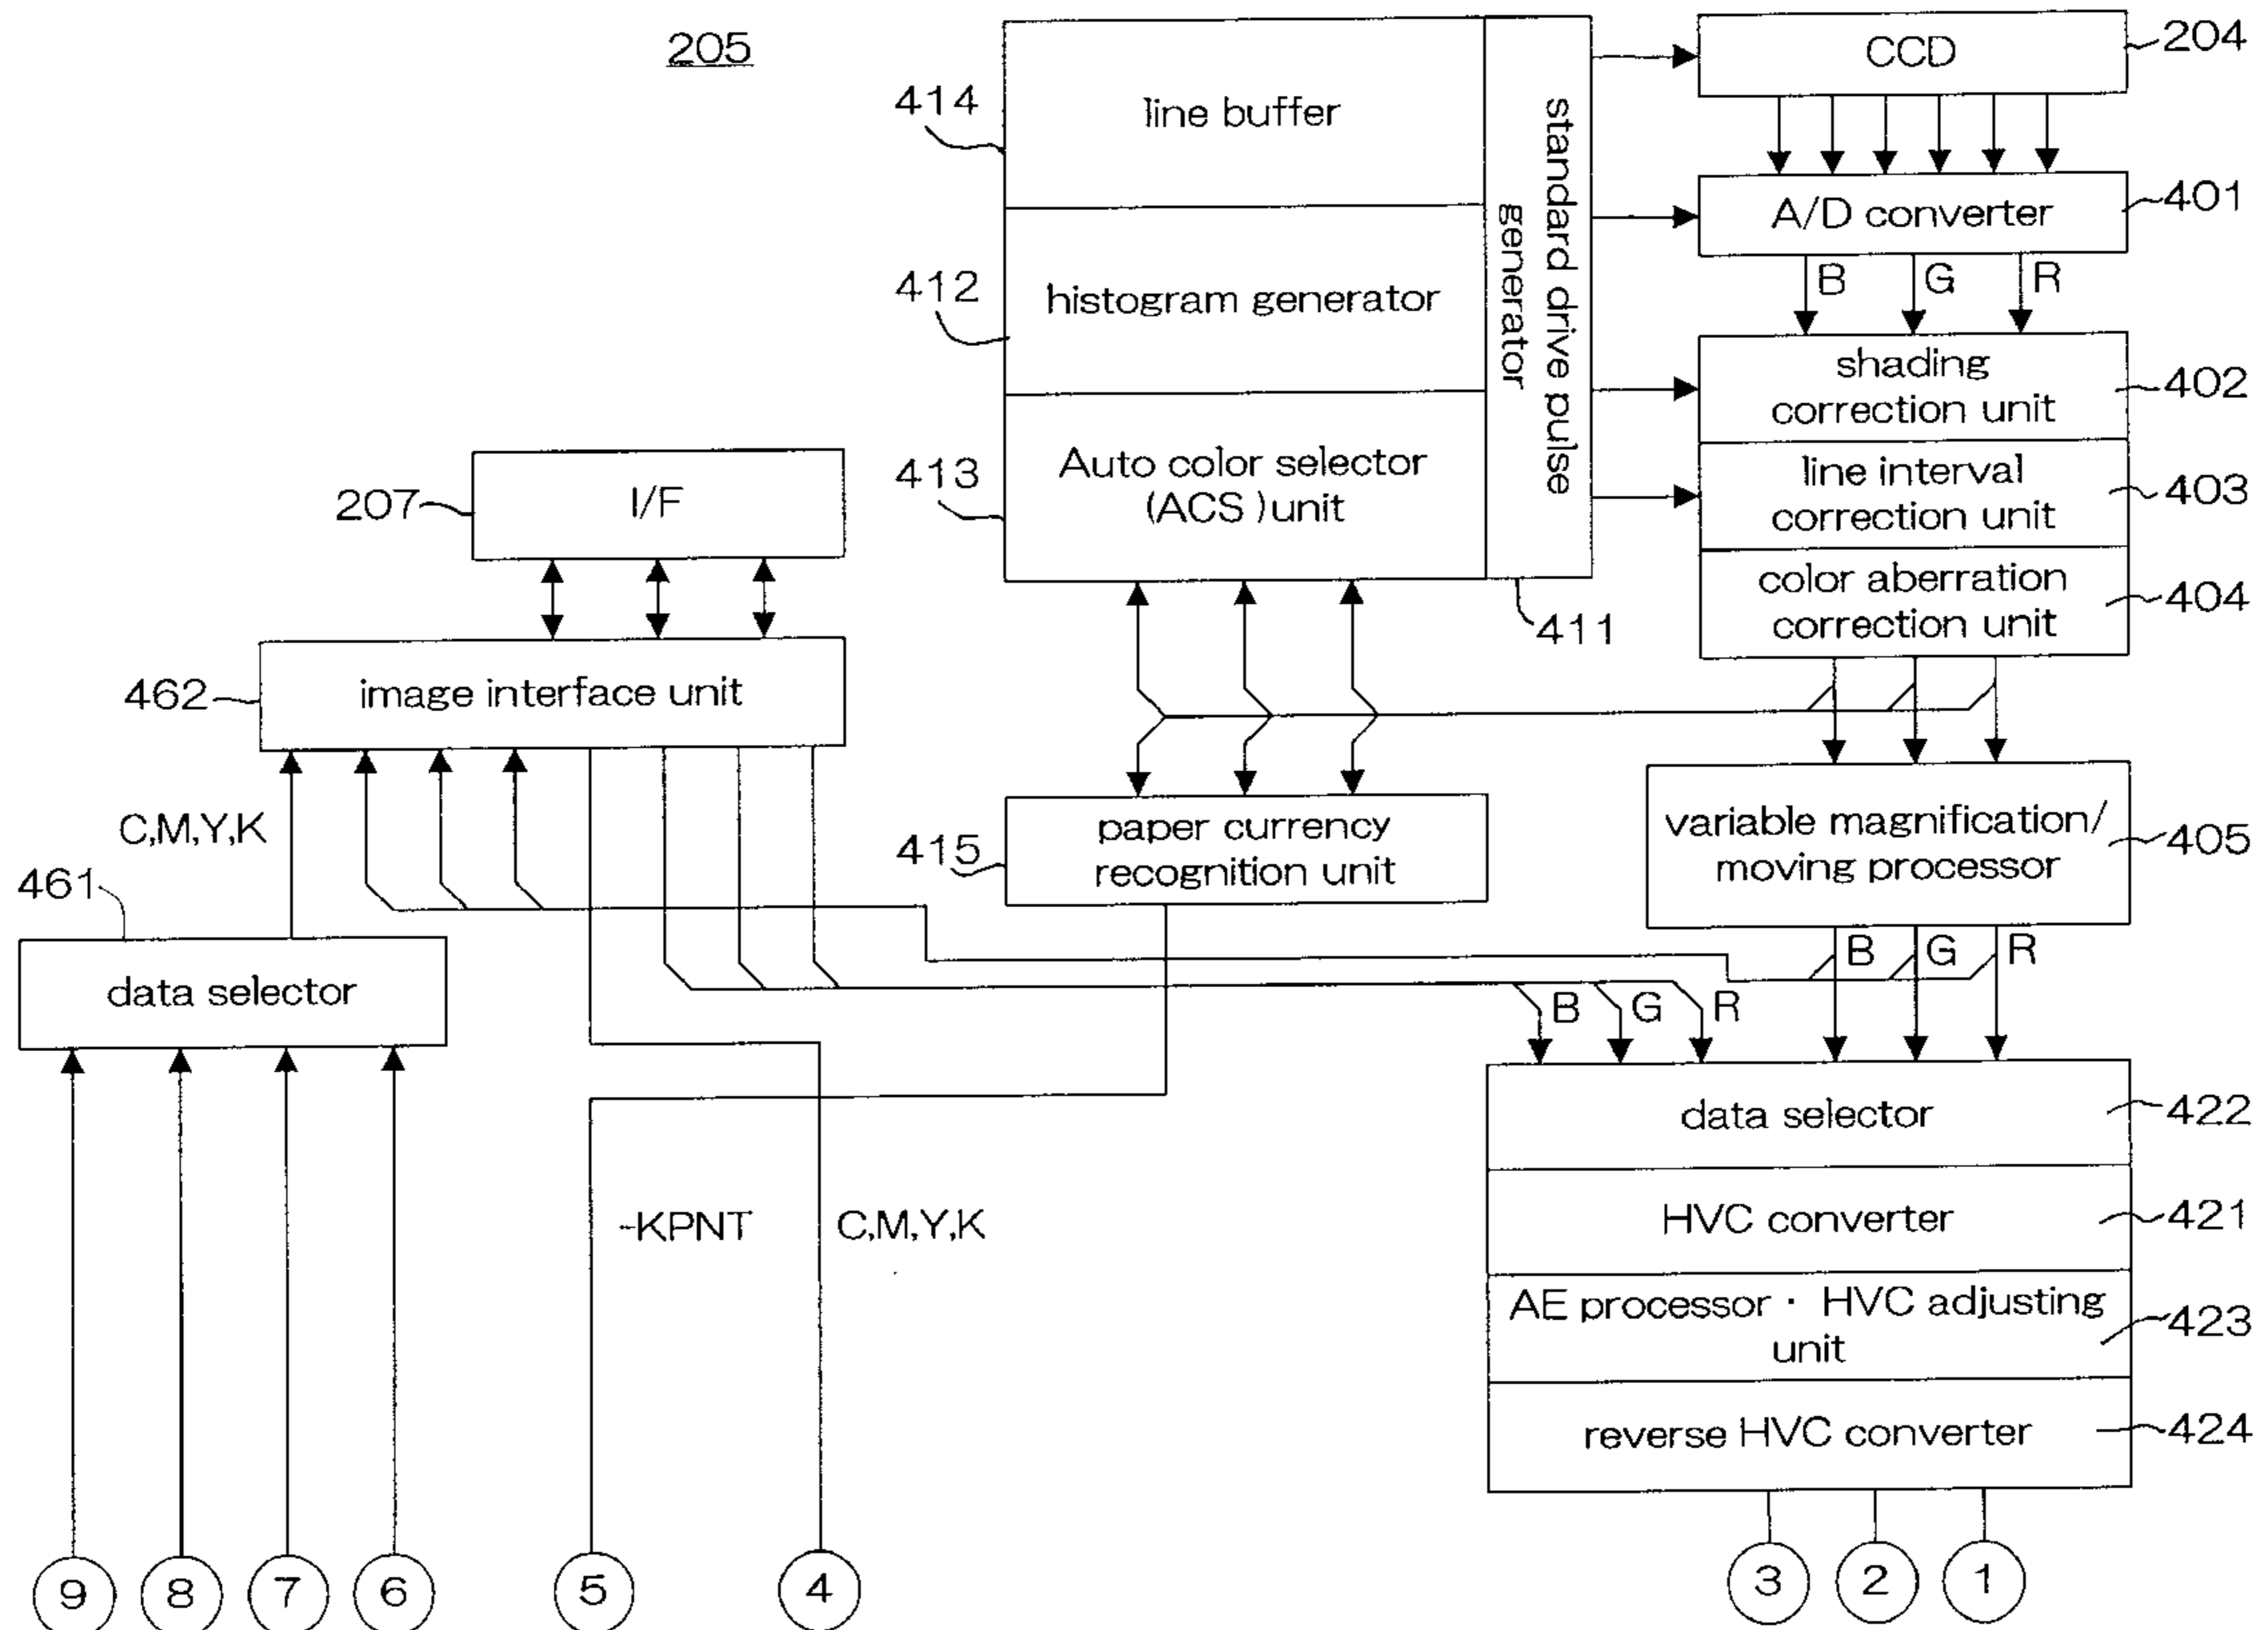 205
414
line buffer
412
histogram generator
413
Auto color selector
(ACS )unit
standard drive pulse
generator
411
CCD
204
A/D converter
401
B
G
R
shading
correction unit
402
line interval
correction unit
403
color aberration
correction unit
404
207
I/F
462
image interface unit
C,M,Y,K
461
data selector
415
paper currency
recognition unit
variable magnification/
moving processor
405
B
G
R
B
G
R
data selector
422
HVC converter
421
AE processor · HVC adjusting
unit
423
reverse HVC converter
424
-KPNT
C,M,Y,K
9
8
7
6
5
4
3
2
1